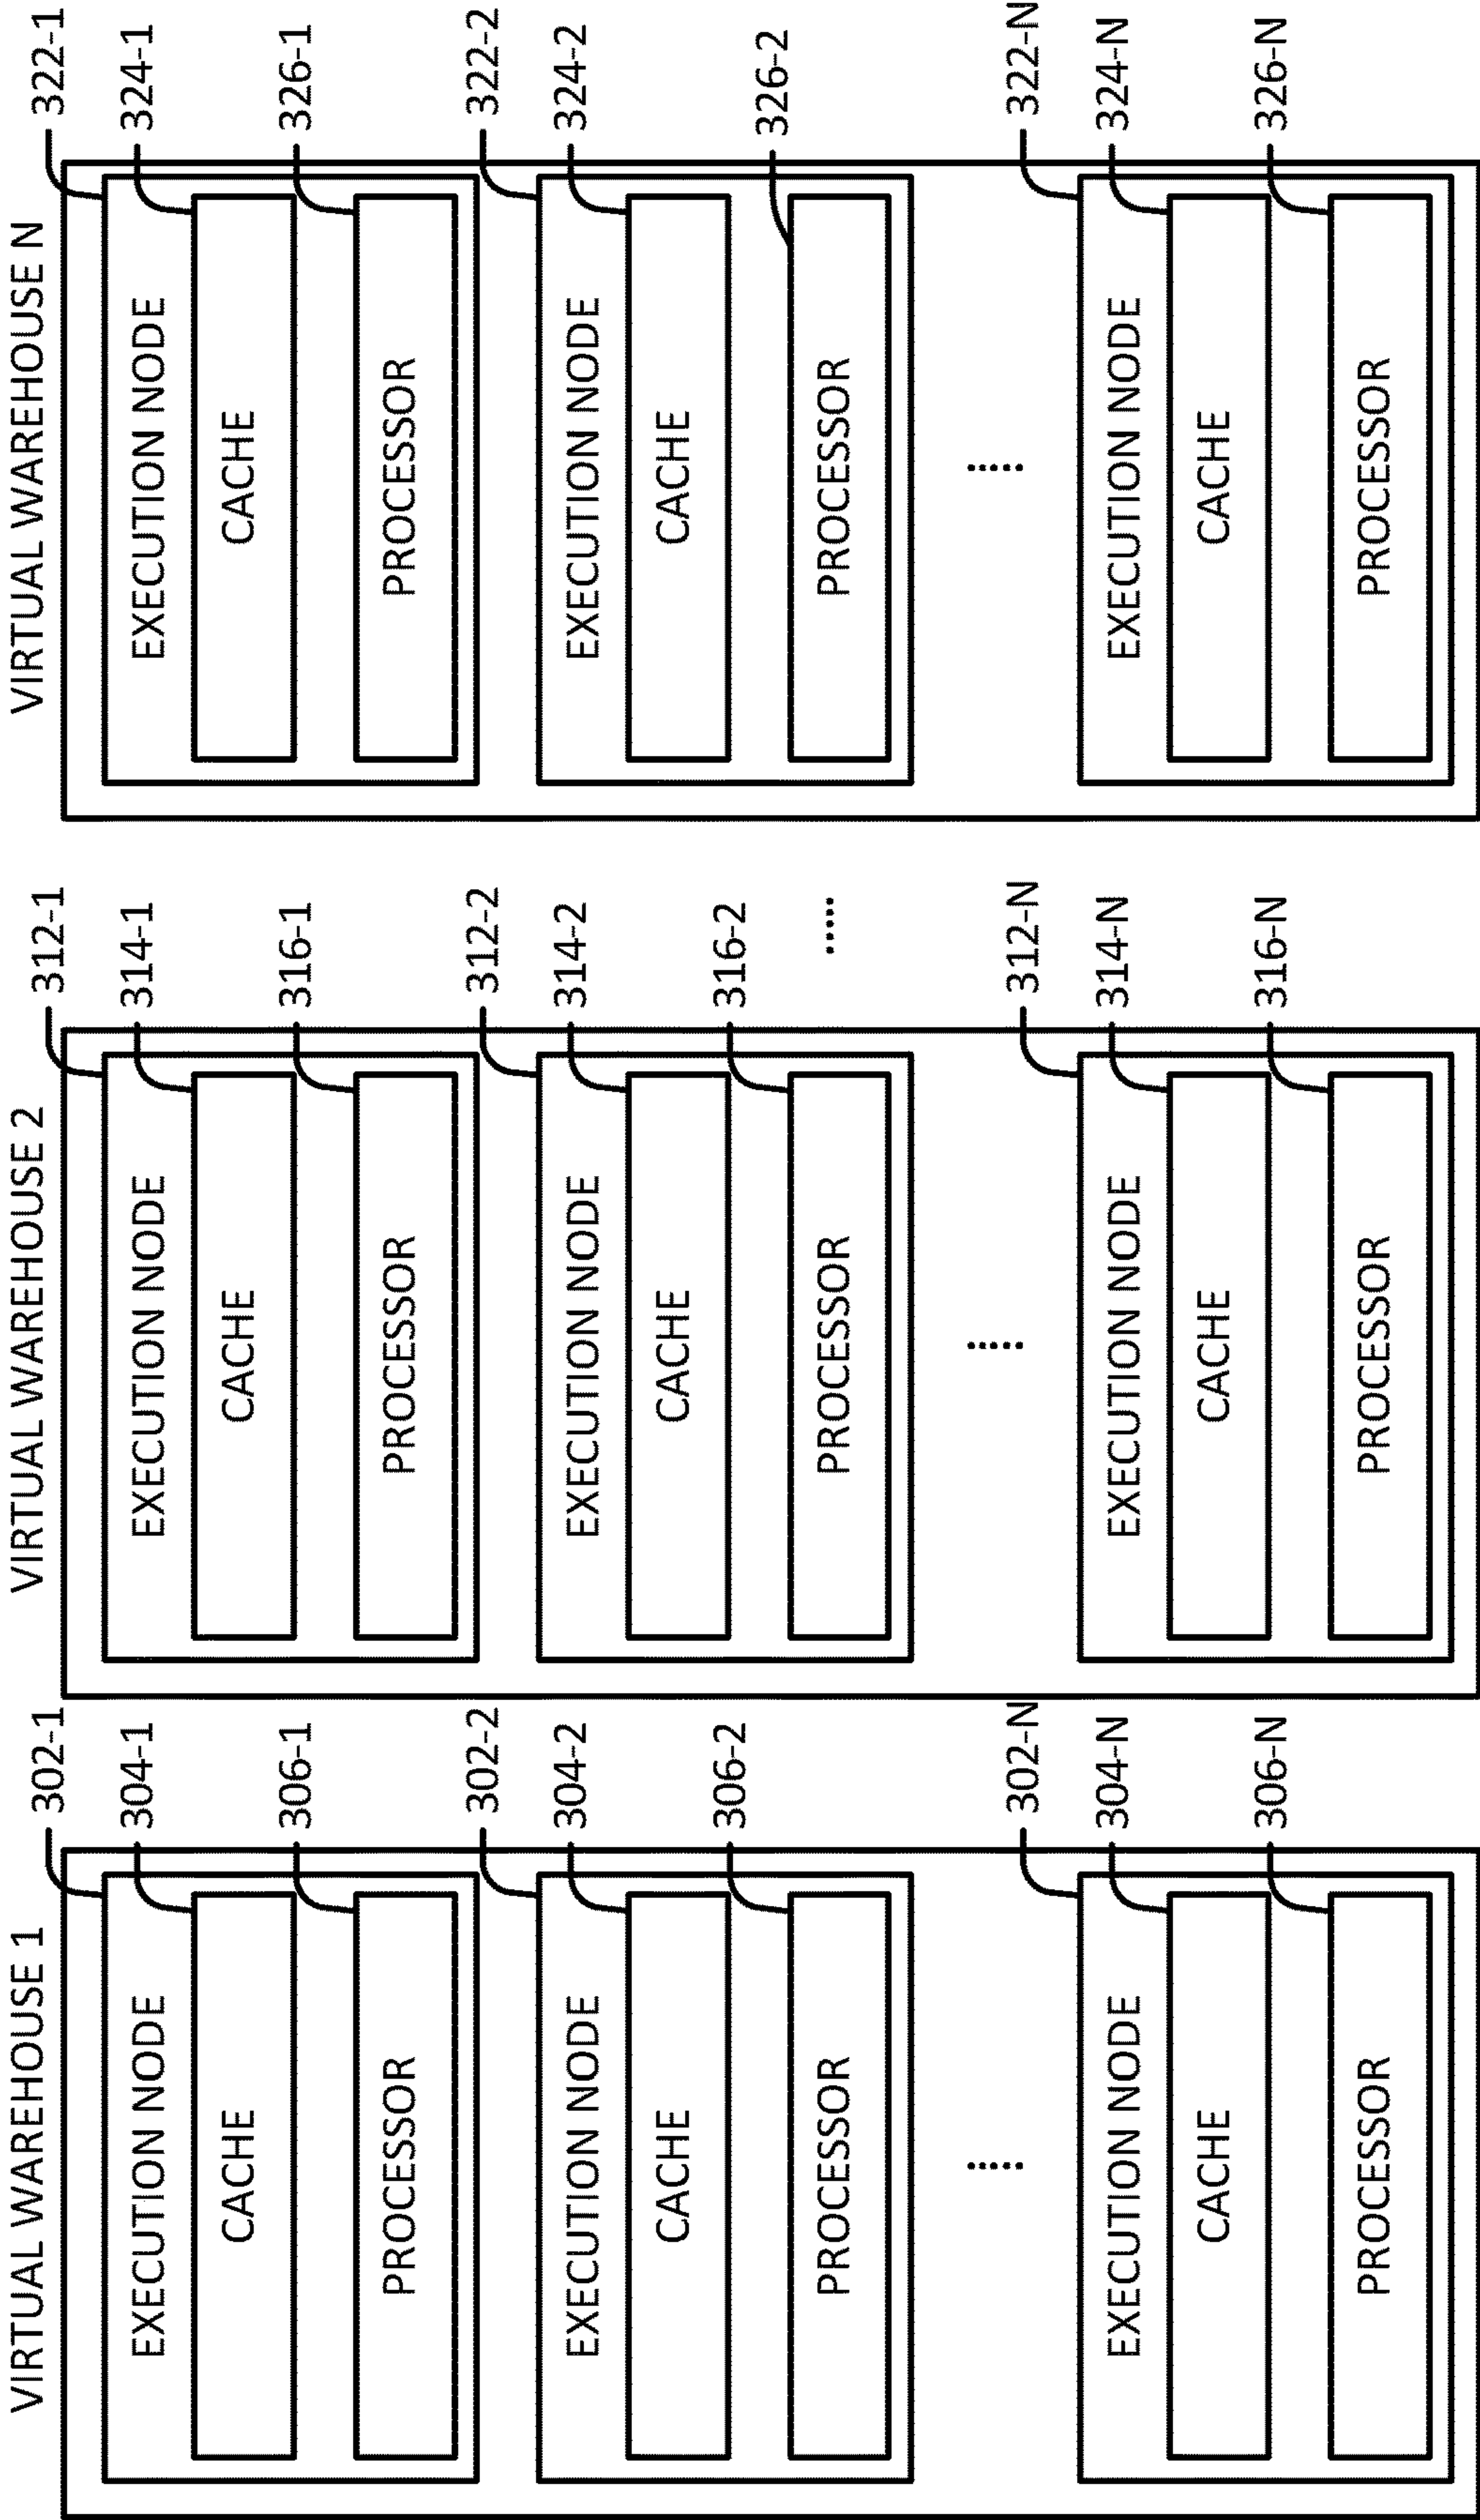 VIRTUAL WAREHOUSE 1
302-1
EXECUTION NODE
304-1
CACHE
306-1
PROCESSOR
302-2
EXECUTION NODE
304-2
CACHE
306-2
PROCESSOR
.....
302-N
EXECUTION NODE
304-N
CACHE
306-N
PROCESSOR
VIRTUAL WAREHOUSE 2
312-1
EXECUTION NODE
314-1
CACHE
316-1
PROCESSOR
312-2
EXECUTION NODE
314-2
CACHE
316-2
PROCESSOR
.....
312-N
EXECUTION NODE
314-N
CACHE
316-N
PROCESSOR
.....
VIRTUAL WAREHOUSE N
322-1
EXECUTION NODE
324-1
CACHE
326-1
PROCESSOR
322-2
EXECUTION NODE
324-2
CACHE
326-2
PROCESSOR
.....
322-N
EXECUTION NODE
324-N
CACHE
326-N
PROCESSOR